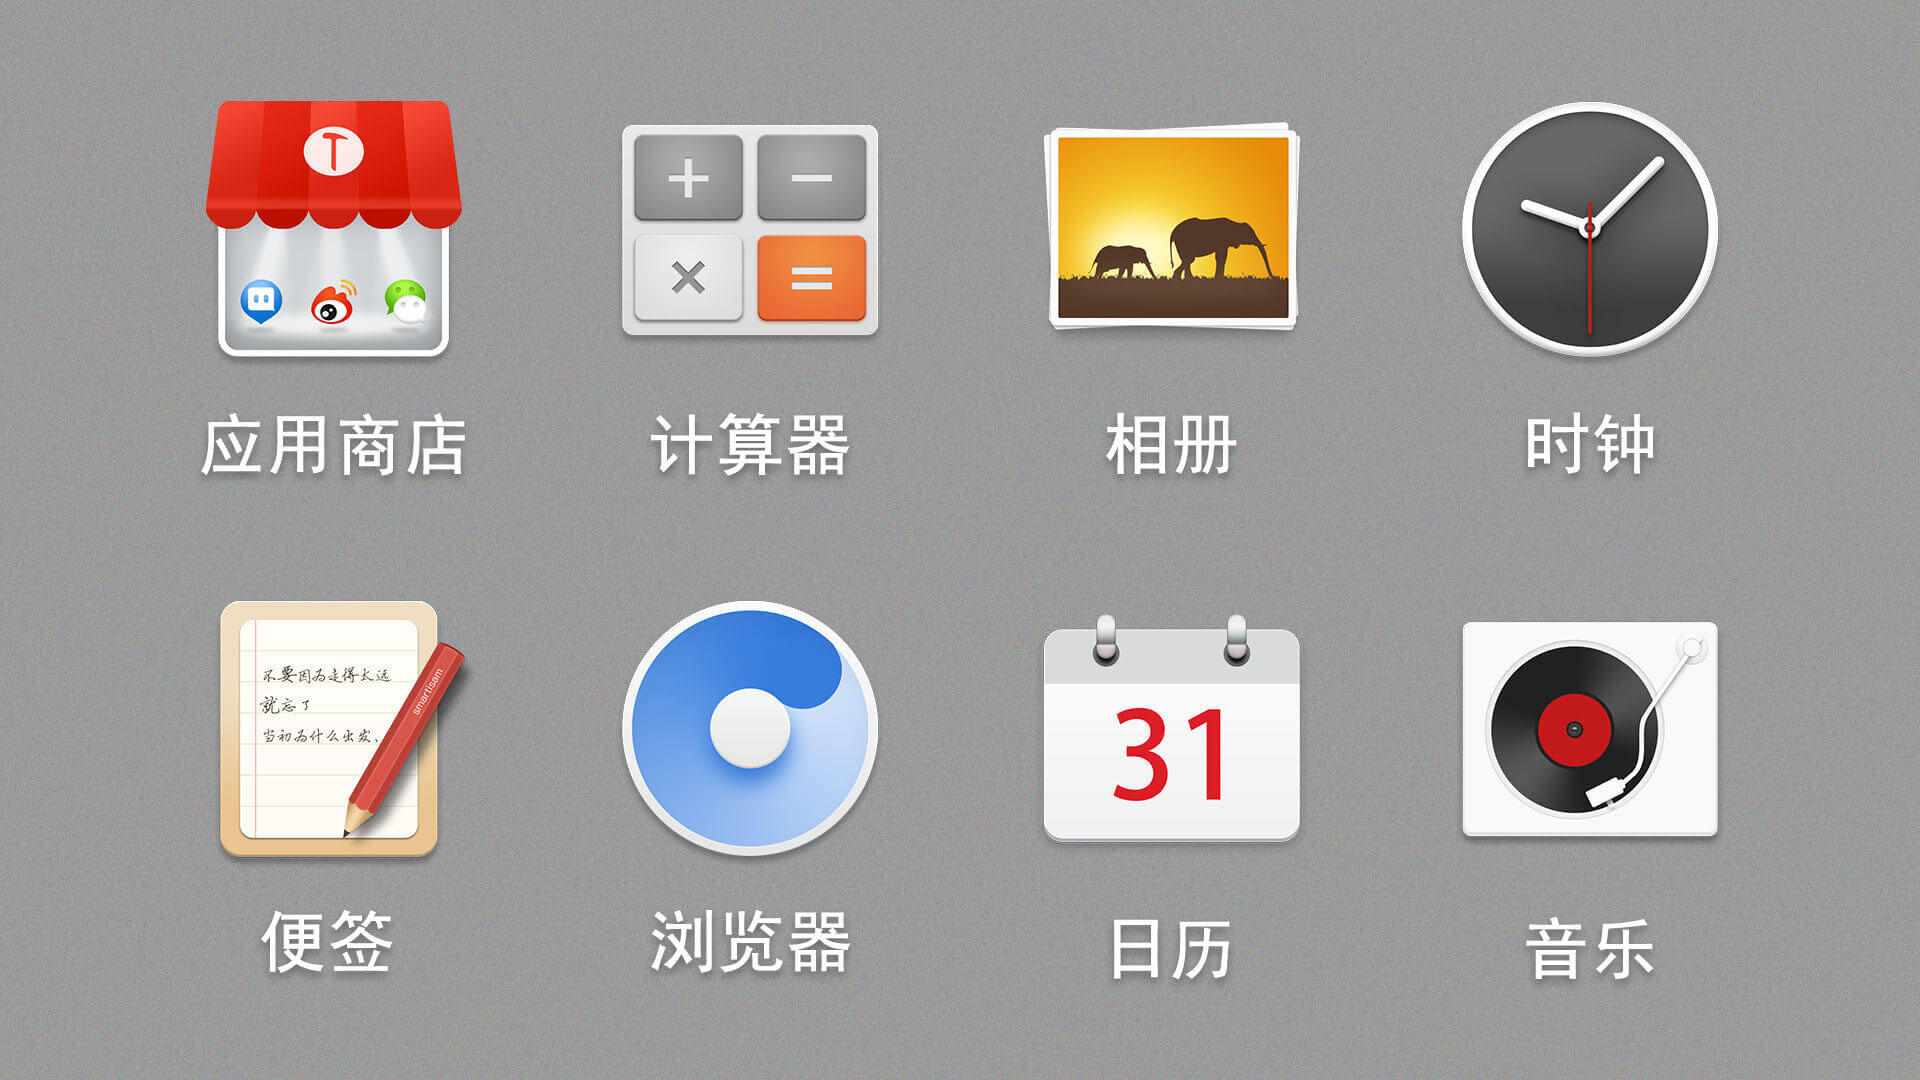 应用商店
计算器
相册
时钟
不要因为走得太远
就忘了
当初为什么出发、
smartisam
31
便签
浏览器
日历
音乐